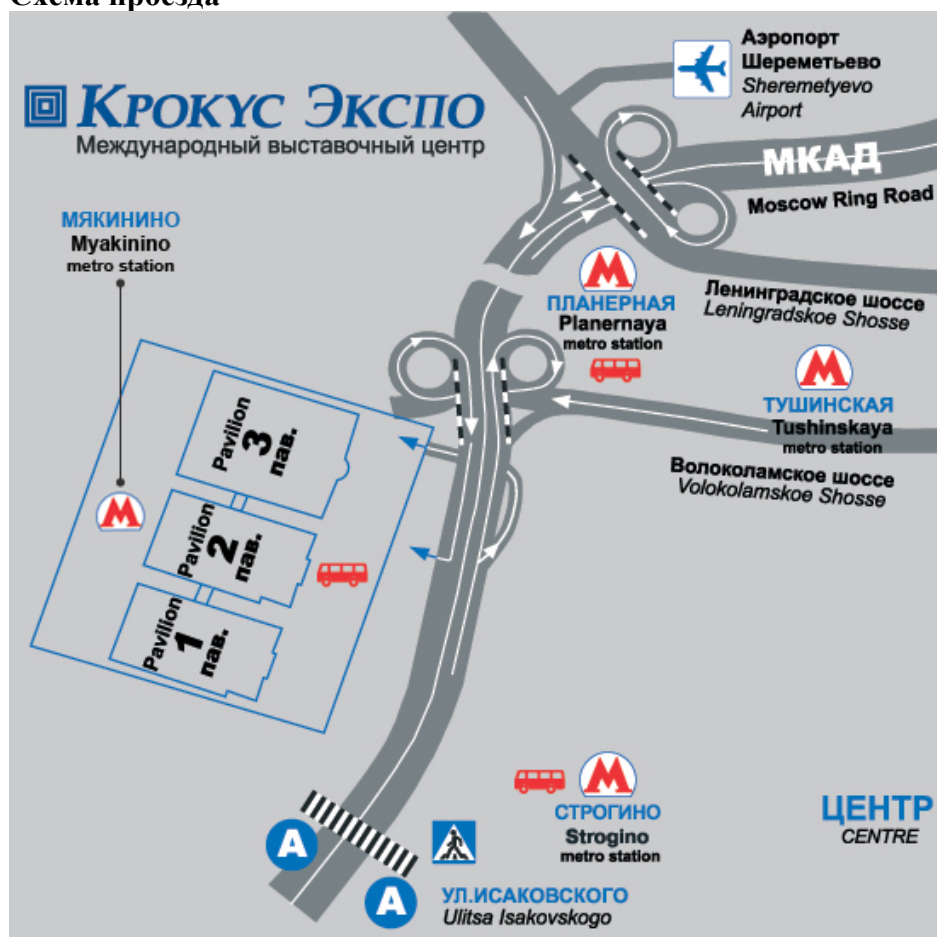 Схема проезда
КРОКУС ЭКСПО
Международный выставочный центр
Аэропорт
Шереметьево
Sheremetyevo
Airport
МКАД
Moscow Ring Road
МЯКИНИНО
Myakinino
metro station
М
ПЛАНЕРНАЯ
Planernaya
metro station
Ленинградское шоссе
Leningradskoe Shosse
М
ТУШИНСКАЯ
Tushinskaya
metro station
Волоколамское шоссе
Volokolamskoe Shosse
Pavilion
3
пав.
М
Pavilion
2
пав.
Pavilion
1
пав.
М
СТРОГИНО
Strogino
metro station
ЦЕНТР
CENTRE
А
А
УЛ.ИСАКОВСКОГО
Ulitsa Isakovskogo